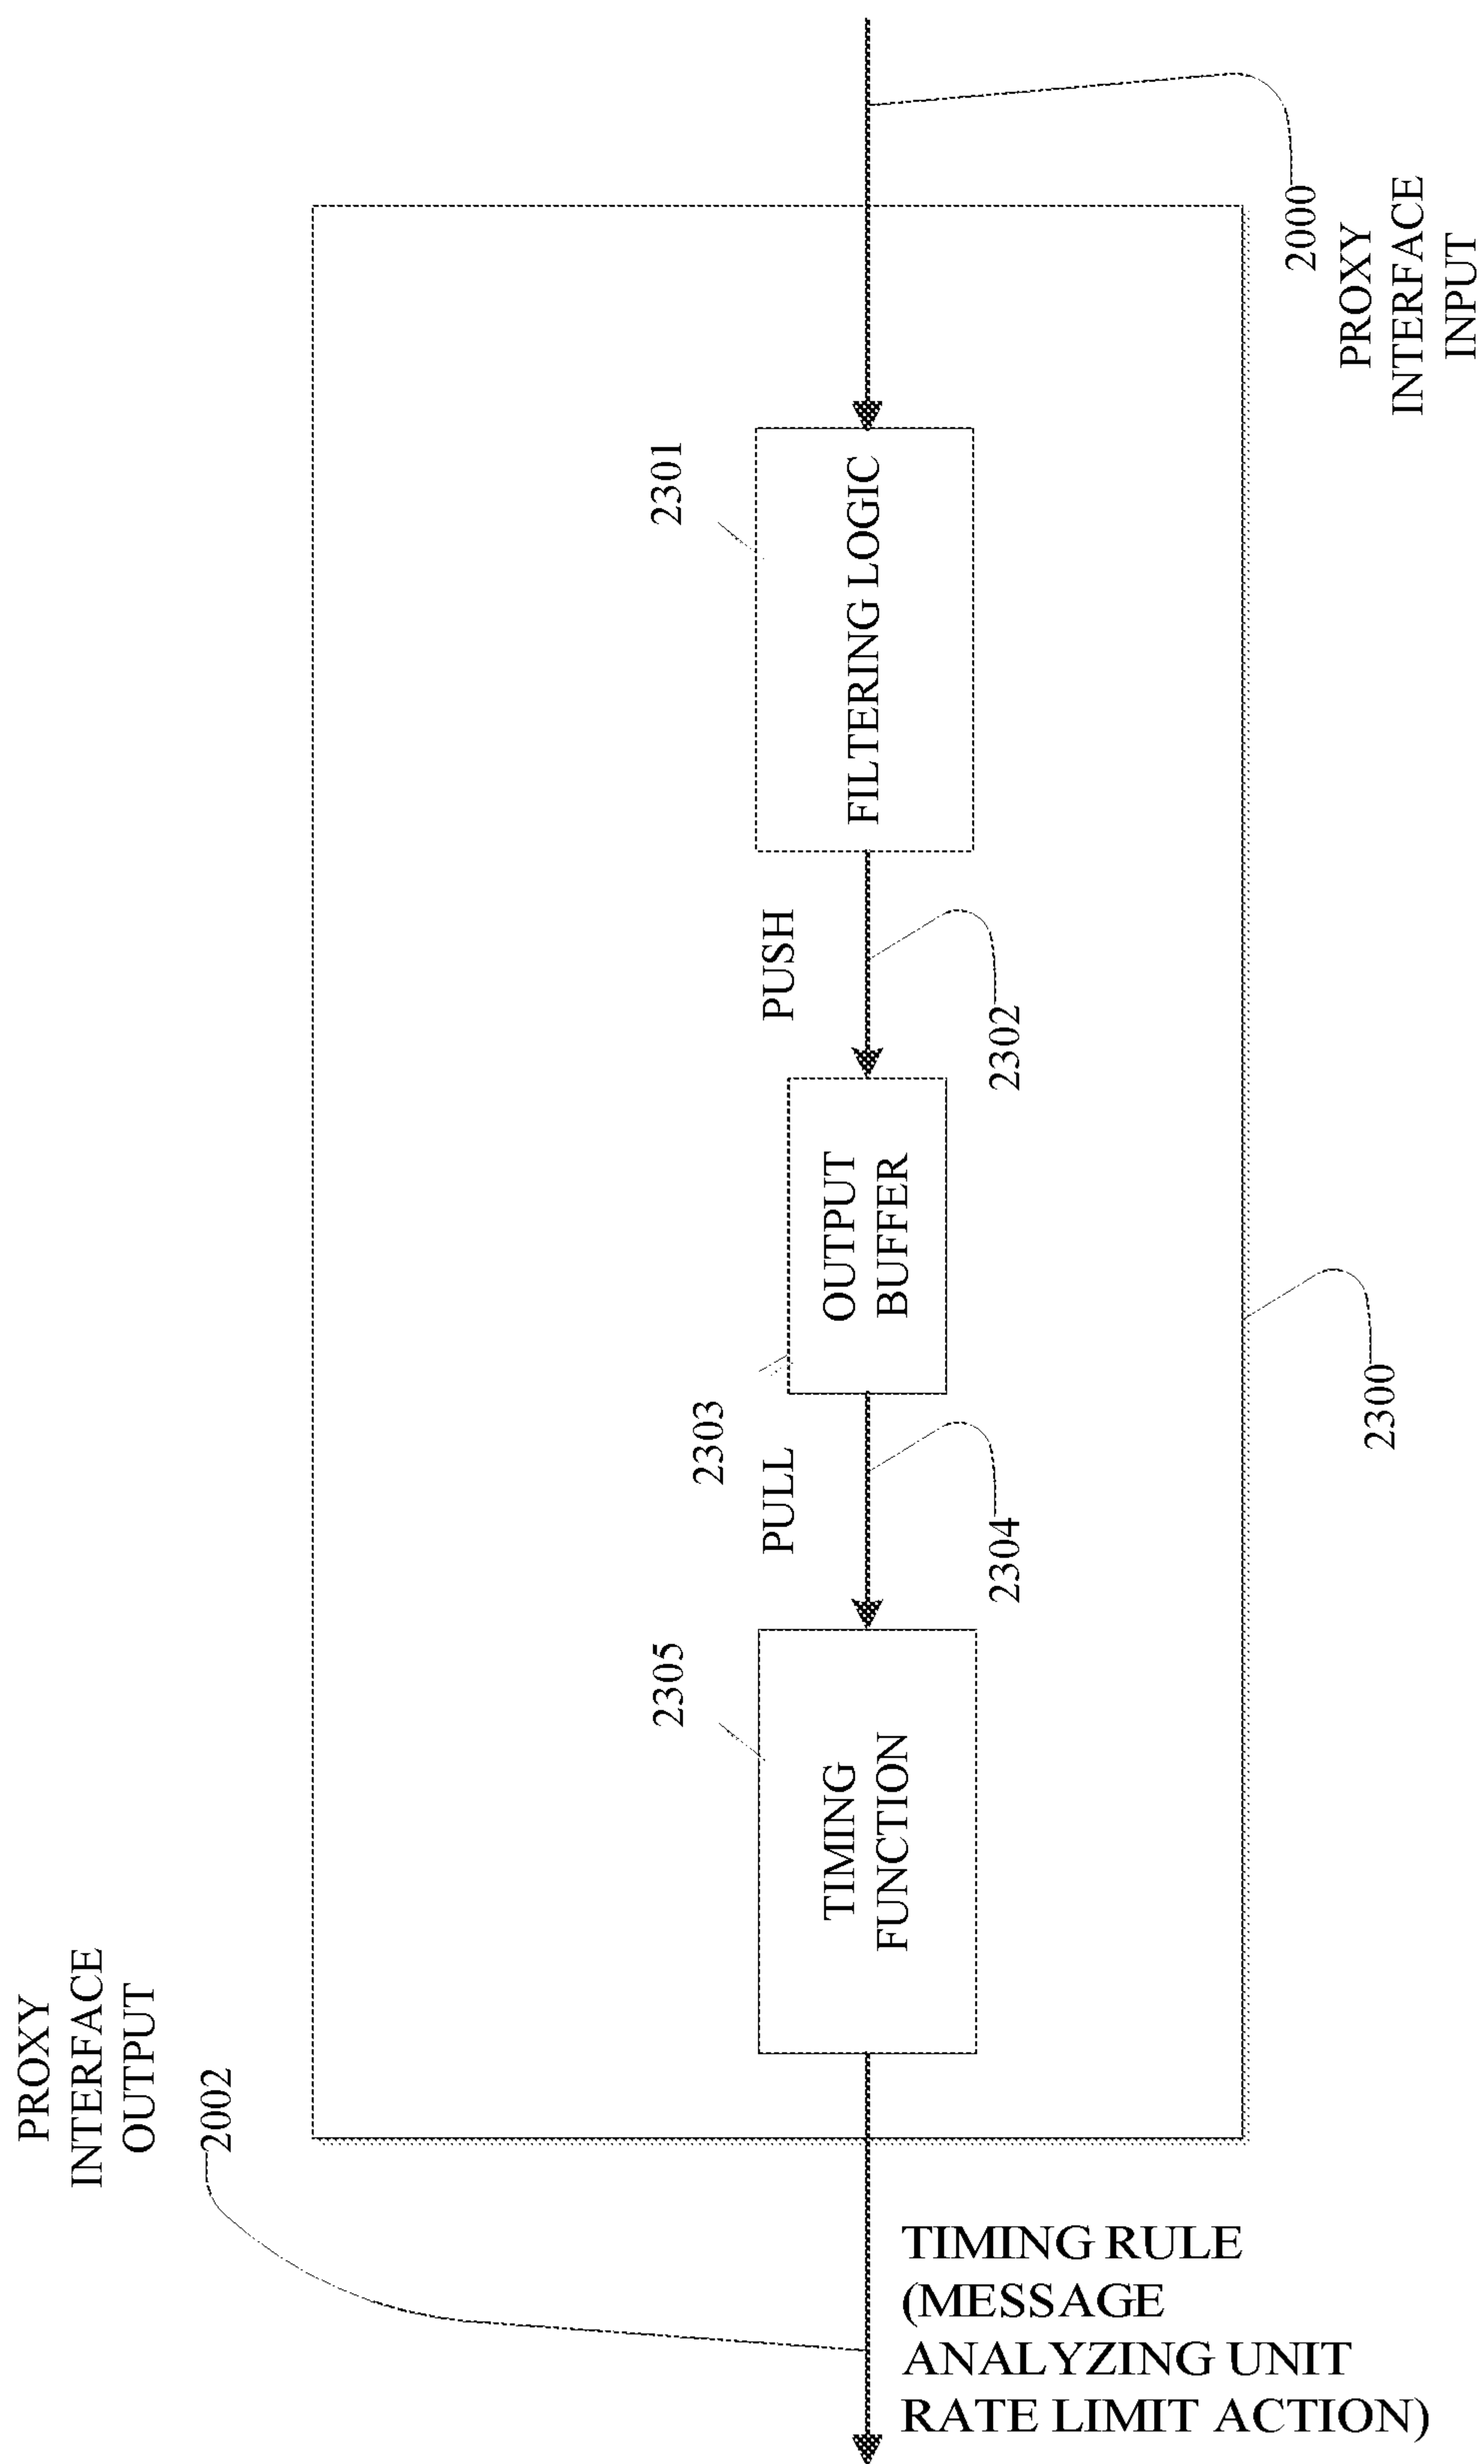 2000
PROXY
INTERFACE
INPUT
2301
FILTERING LOGIC
PUSH
2302
OUTPUT
BUFFER
2303
PULL
2304
2300
2305
TIMING
FUNCTION
PROXY
INTERFACE
OUTPUT
2002
TIMING RULE
(MESSAGE
ANALYZING UNIT
RATE LIMIT ACTION)